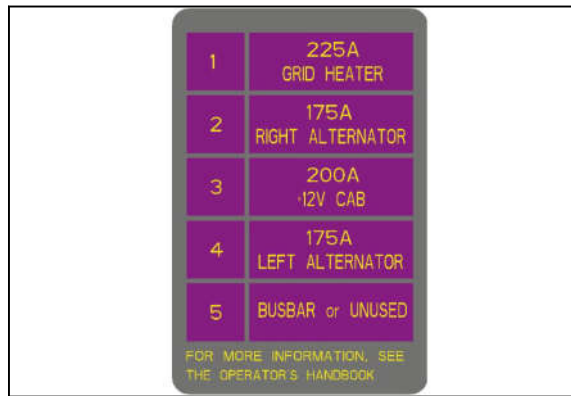 1
225A
GRID HEATER
2
175A
RIGHT ALTERNATOR
3
200A
+12V CAB
4
175A
LEFT ALTERNATOR
5
BUSBAR or UNUSED
FOR MORE INFORMATION, SEE
THE OPERATOR'S HANDBOOK